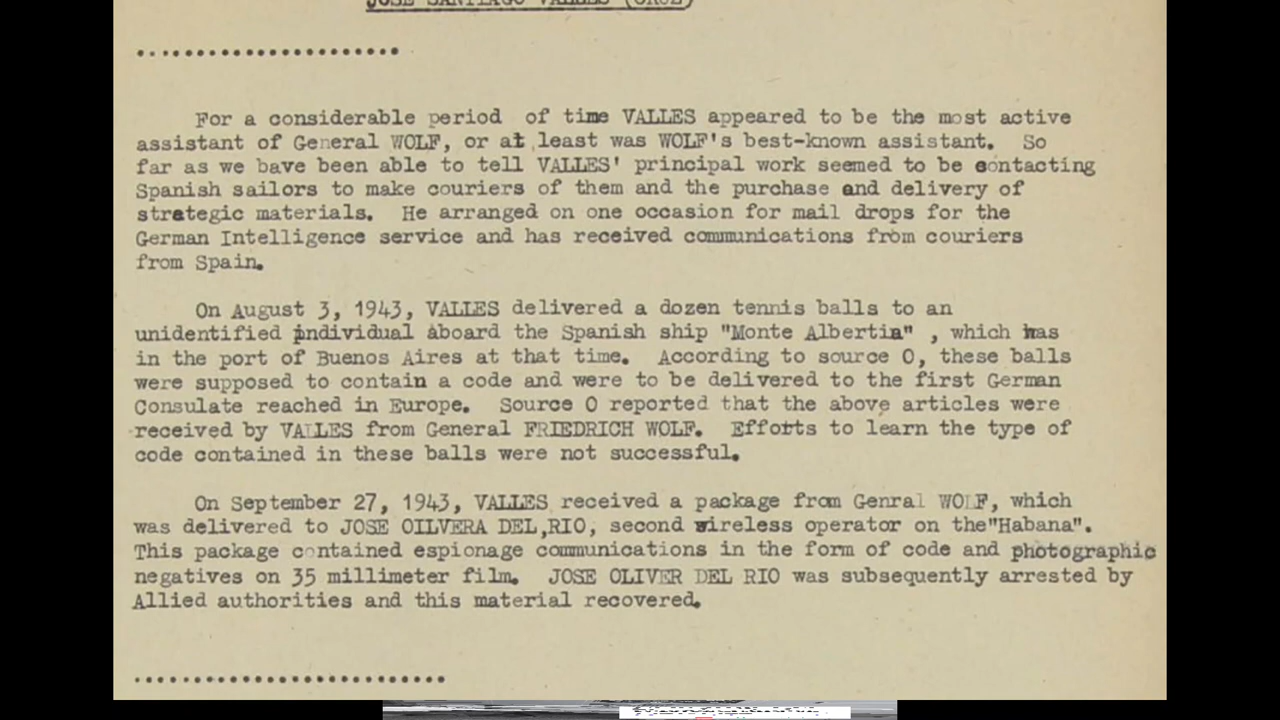 JOSE SANTIAGO VALLES (CRUZ)
.....................
For a considerable period of time VALLES appeared to be the most active
assistant of General WOLF, or at least was WOLF's best-known assistant. So
far as we bave been able to tell VALLES' principal work seemed to be contacting
Spanish sailors to make couriers of them and the purchase and delivery of
strategic materials. He arranged on one occasion for mail drops for the
German Intelligence service and has received communications from couriers
from Spain.
On August 3, 1943, VALLES delivered a dozen tennis balls to an
unidentified individual aboard the Spanish ship "Monte Albertia" , which was
in the port of Buenos Aires at that time. According to source O, these balls
were supposed to contain a code and were to be delivered to the first German
Consulate reached in Europe. Source O reported that the above articles were
received by VALLES from General FRIEDRICH WOLF. Efforts to learn the type of
code contained in these balls were not successful.
On September 27, 1943, VALLES received a package from Genral WOLF, which
was delivered to JOSE OILVERA DEL,RIO, second wireless operator on the"Habana".
This package contained espionage communications in the form of code and photographic
negatives on 35 millimeter film. JOSE OLIVER DEL RIO was subsequently arrested by
Allied authorities and this material recovered.
.........................